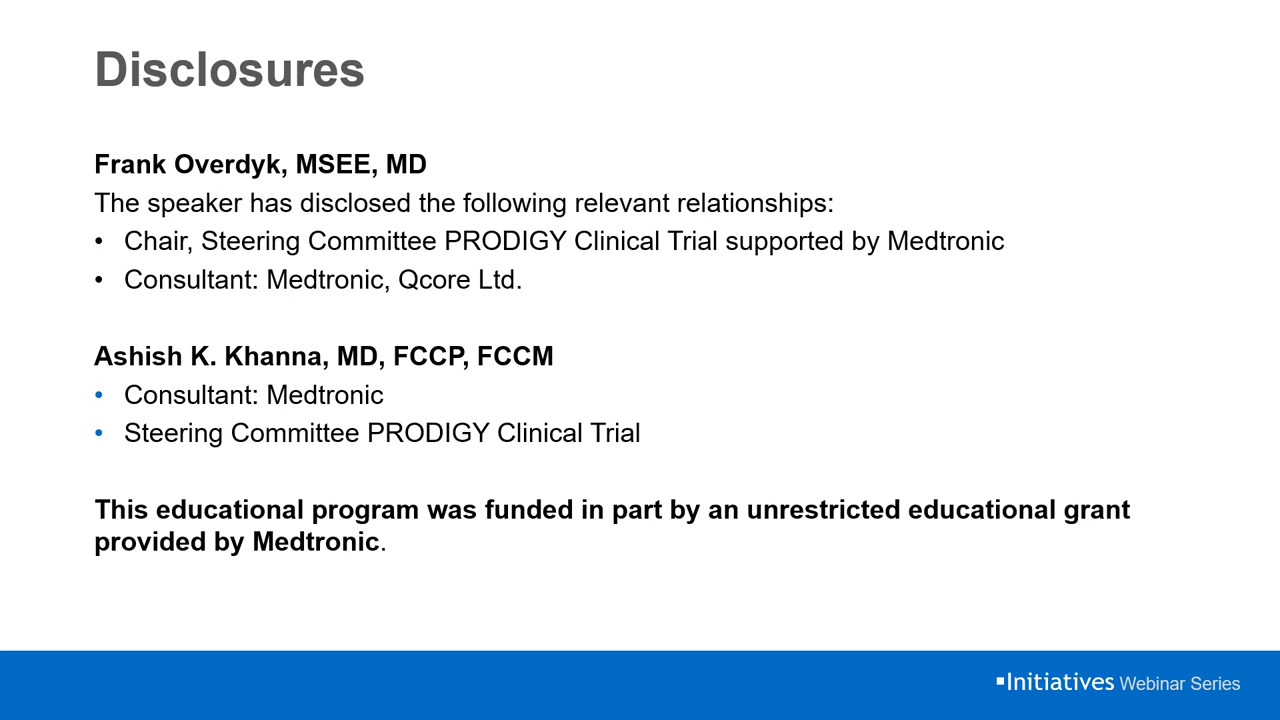 Disclosures
Frank Overdyk, MSEE, MD
The speaker has disclosed the following relevant relationships:
• Chair, Steering Committee PRODIGY Clinical Trial supported by Medtronic
• Consultant: Medtronic, Qcore Ltd.
Ashish K. Khanna, MD, FCCP, FCCM
• Consultant: Medtronic
• Steering Committee PRODIGY Clinical Trial
This educational program was funded in part by an unrestricted educational grant
provided by Medtronic.
▪Initiatives Webinar Series